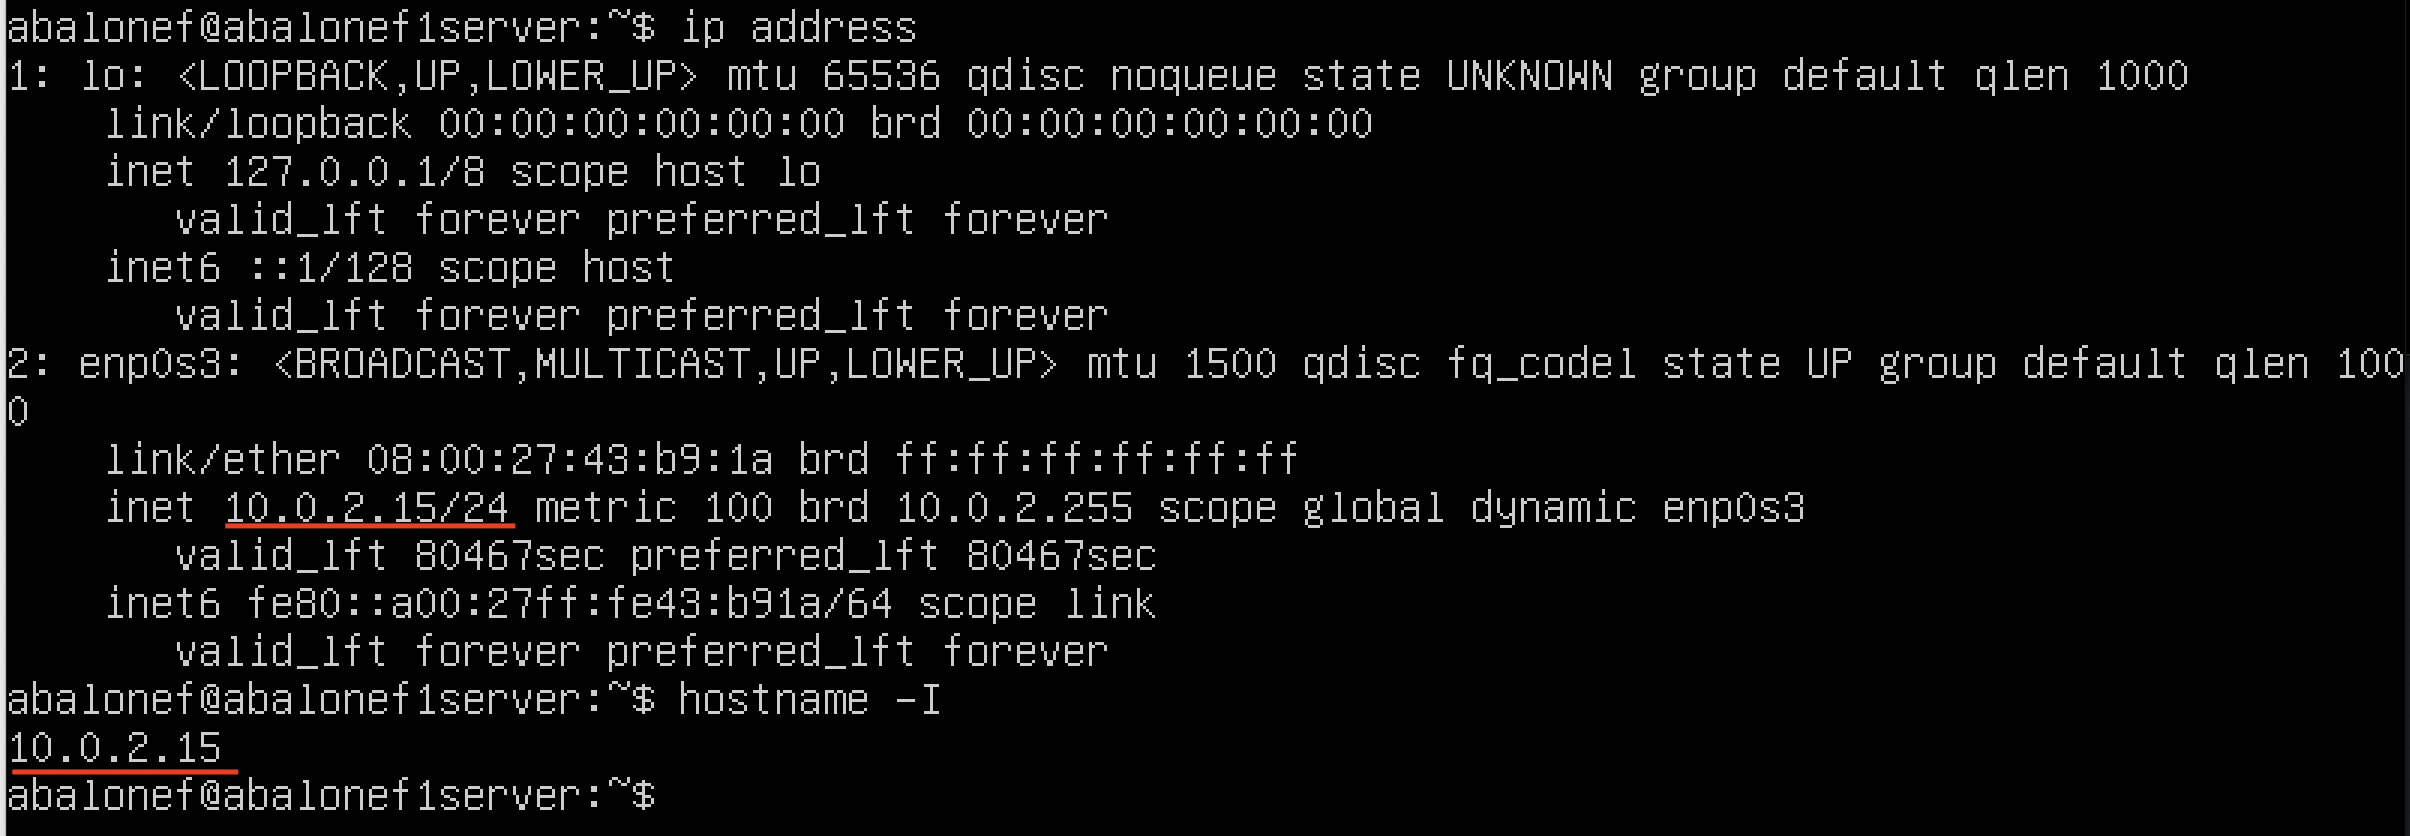 abalonef@abalonef1server:~$ ip address
1: lo: <LOOPBACK,UP,LOWER_UP> mtu 65536 qdisc noqueue state UNKNOWN group default qlen 1000
    link/loopback 00:00:00:00:00:00 brd 00:00:00:00:00:00
    inet 127.0.0.1/8 scope host lo
       valid_lft forever preferred_lft forever
    inet6 ::1/128 scope host
       valid_lft forever preferred_lft forever
2: enp0s3: <BROADCAST,MULTICAST,UP,LOWER_UP> mtu 1500 qdisc fq_codel state UP group default qlen 100
0
    link/ether 08:00:27:43:b9:1a brd ff:ff:ff:ff:ff:ff
    inet 10.0.2.15/24 metric 100 brd 10.0.2.255 scope global dynamic enp0s3
       valid_lft 80467sec preferred_lft 80467sec
    inet6 fe80::a00:27ff:fe43:b91a/64 scope link
       valid_lft forever preferred_lft forever
abalonef@abalonef1server:~$ hostname -I
10.0.2.15
abalonef@abalonef1server:~$